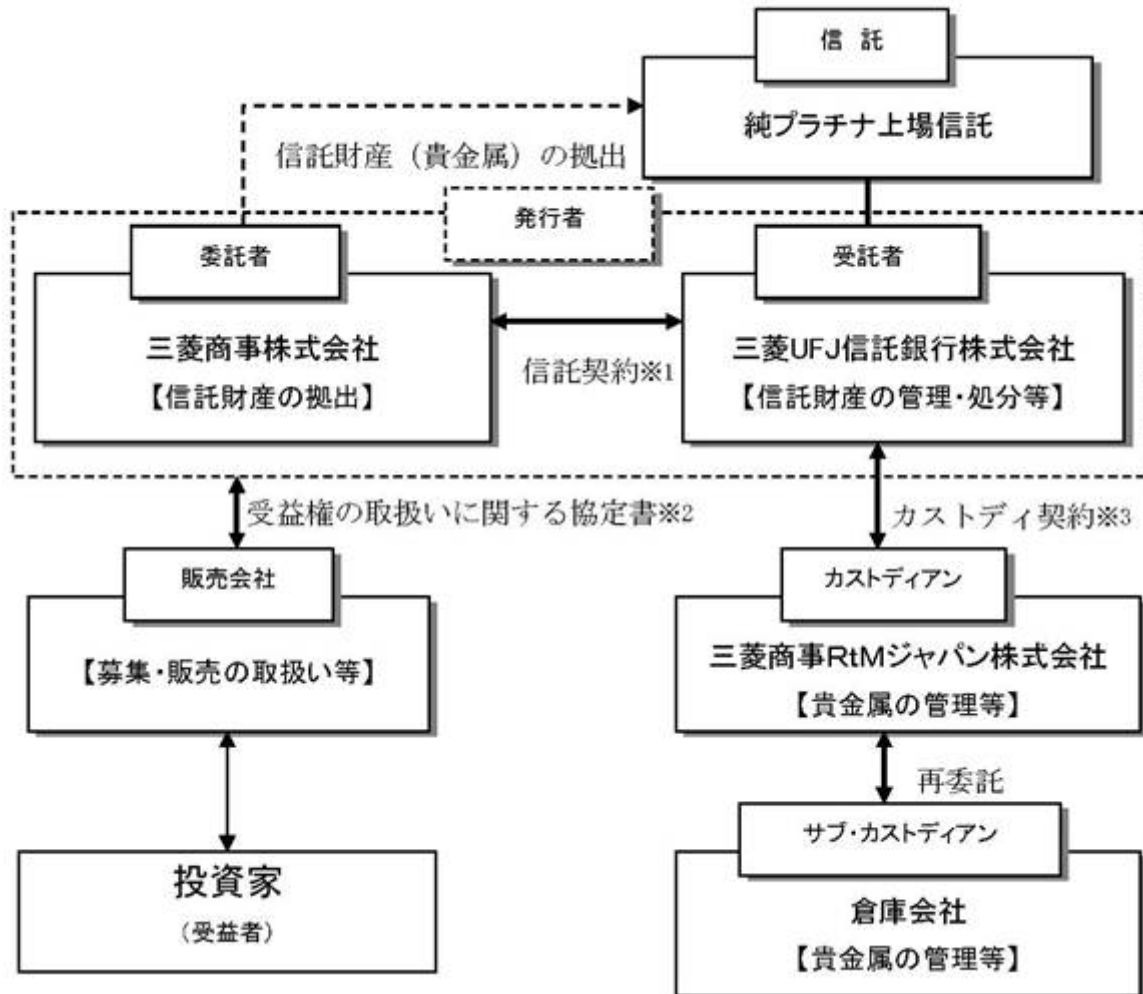 信 託
純プラチナ上場信託
信託財産（貴金属）の拠出
発行者
委託者
三菱商事株式会社
【信託財産の拠出】
信託契約※1
受託者
三菱UFJ信託銀行株式会社
【信託財産の管理・処分等】
受益権の取扱いに関する協定書※2
カストディ契約※3
販売会社
【募集・販売の取扱い等】
カストディアン
三菱商事RtMジャパン株式会社
【貴金属の管理等】
再委託
投資家
（受益者）
サブ・カストディアン
倉庫会社
【貴金属の管理等】